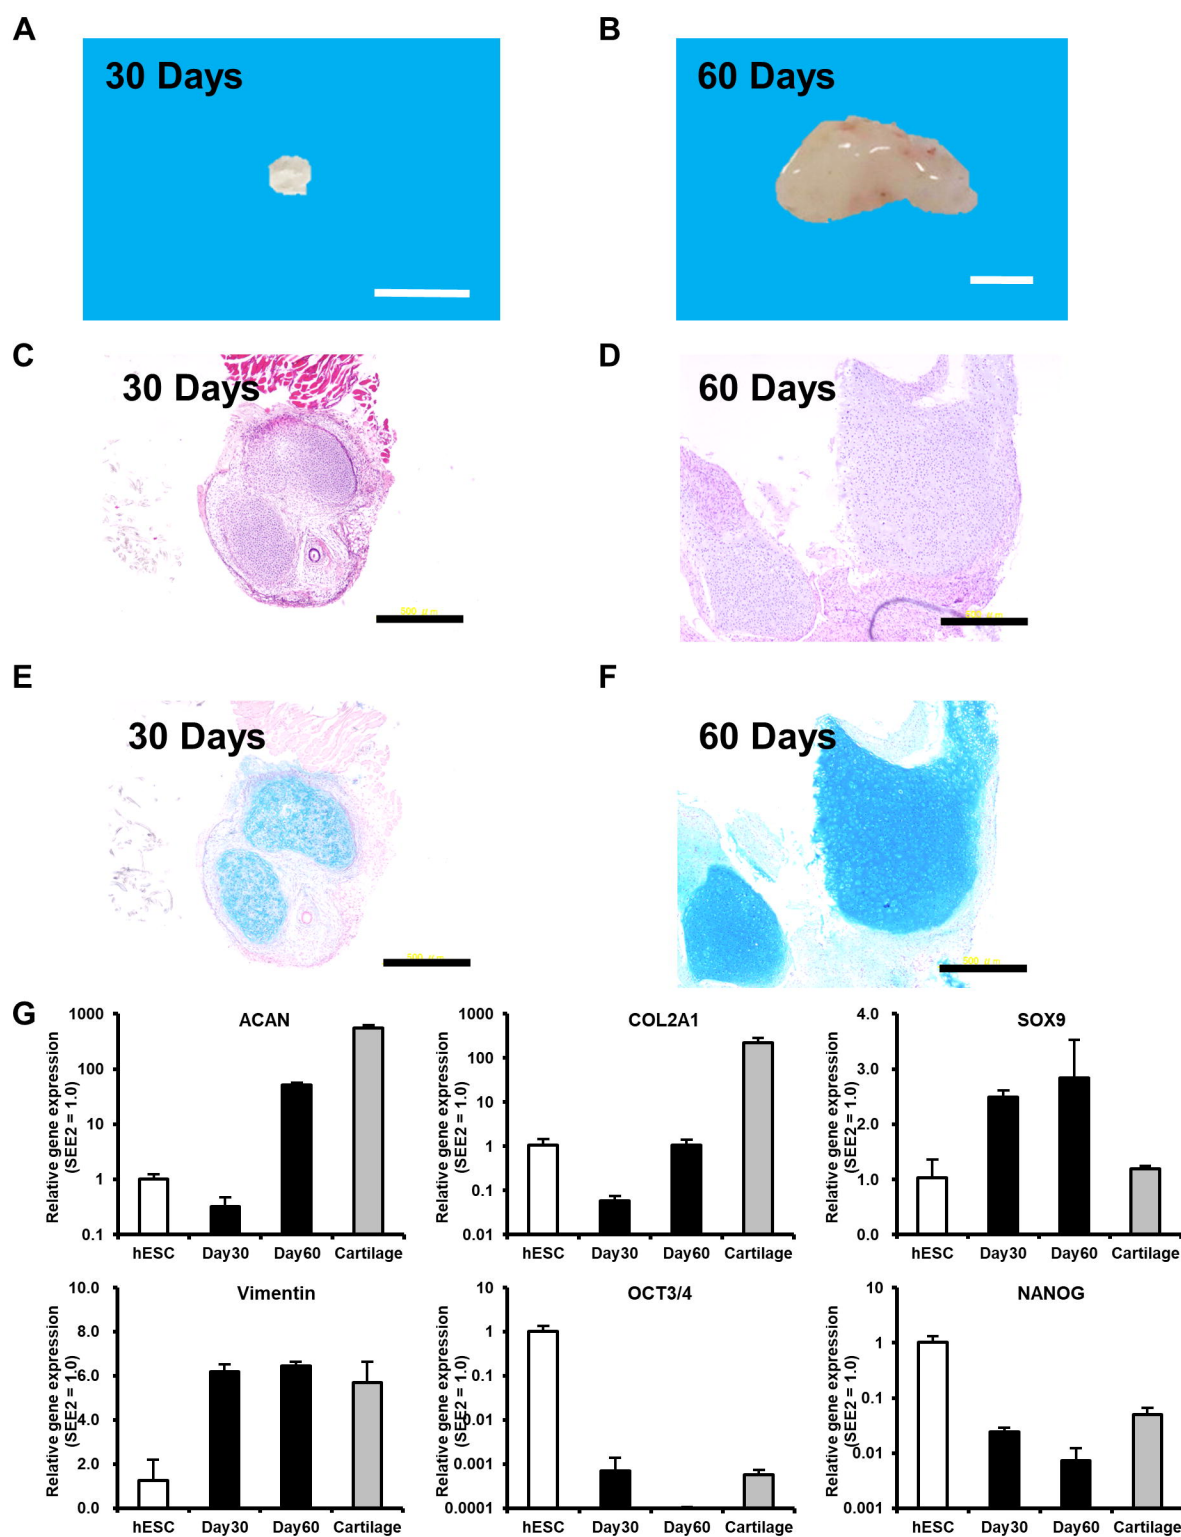 A
B
30 Days
60 Days
C
D
30 Days
60 Days
500 μm
E
F
30 Days
60 Days
500 μm
500 μm
G
ACAN
Relative gene expression
(SEE2 = 1.0)
1000
100
10
1
0.1
hESC Day30 Day60 Cartilage
COL2A1
Relative gene expression
(SEE2 = 1.0)
1000
100
10
1
0.1
0.01
hESC Day30 Day60 Cartilage
SOX9
Relative gene expression
(SEE2 = 1.0)
4.0
3.0
2.0
1.0
0.0
hESC Day30 Day60 Cartilage
Vimentin
Relative gene expression
(SEE2 = 1.0)
10.0
8.0
6.0
4.0
2.0
0.0
hESC Day30 Day60 Cartilage
OCT3/4
Relative gene expression
(SEE2 = 1.0)
10
1
0.1
0.01
0.001
0.0001
hESC Day30 Day60 Cartilage
NANOG
Relative gene expression
(SEE2 = 1.0)
10
1
0.1
0.01
0.001
hESC Day30 Day60 Cartilage